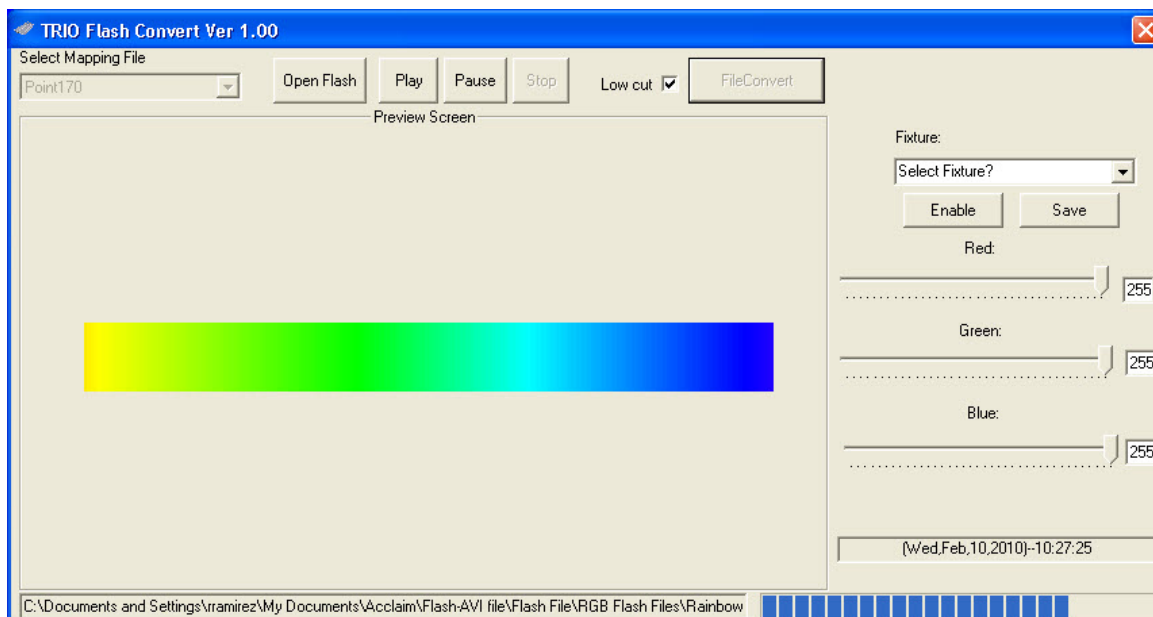 TRIO Flash Convert Ver 1.00
Select Mapping File
Point170
Open Flash
Play
Pause
Stop
Low cut
FileConvert
Preview Screen
Fixture:
Select Fixture?
Enable
Save
Red:
255
Green:
255
Blue:
255
(Wed,Feb,10,2010)--10:27:25
C:\Documents and Settings\rramirez\My Documents\Acclaim\Flash-AVI file\Flash File\RGB Flash Files\Rainbow